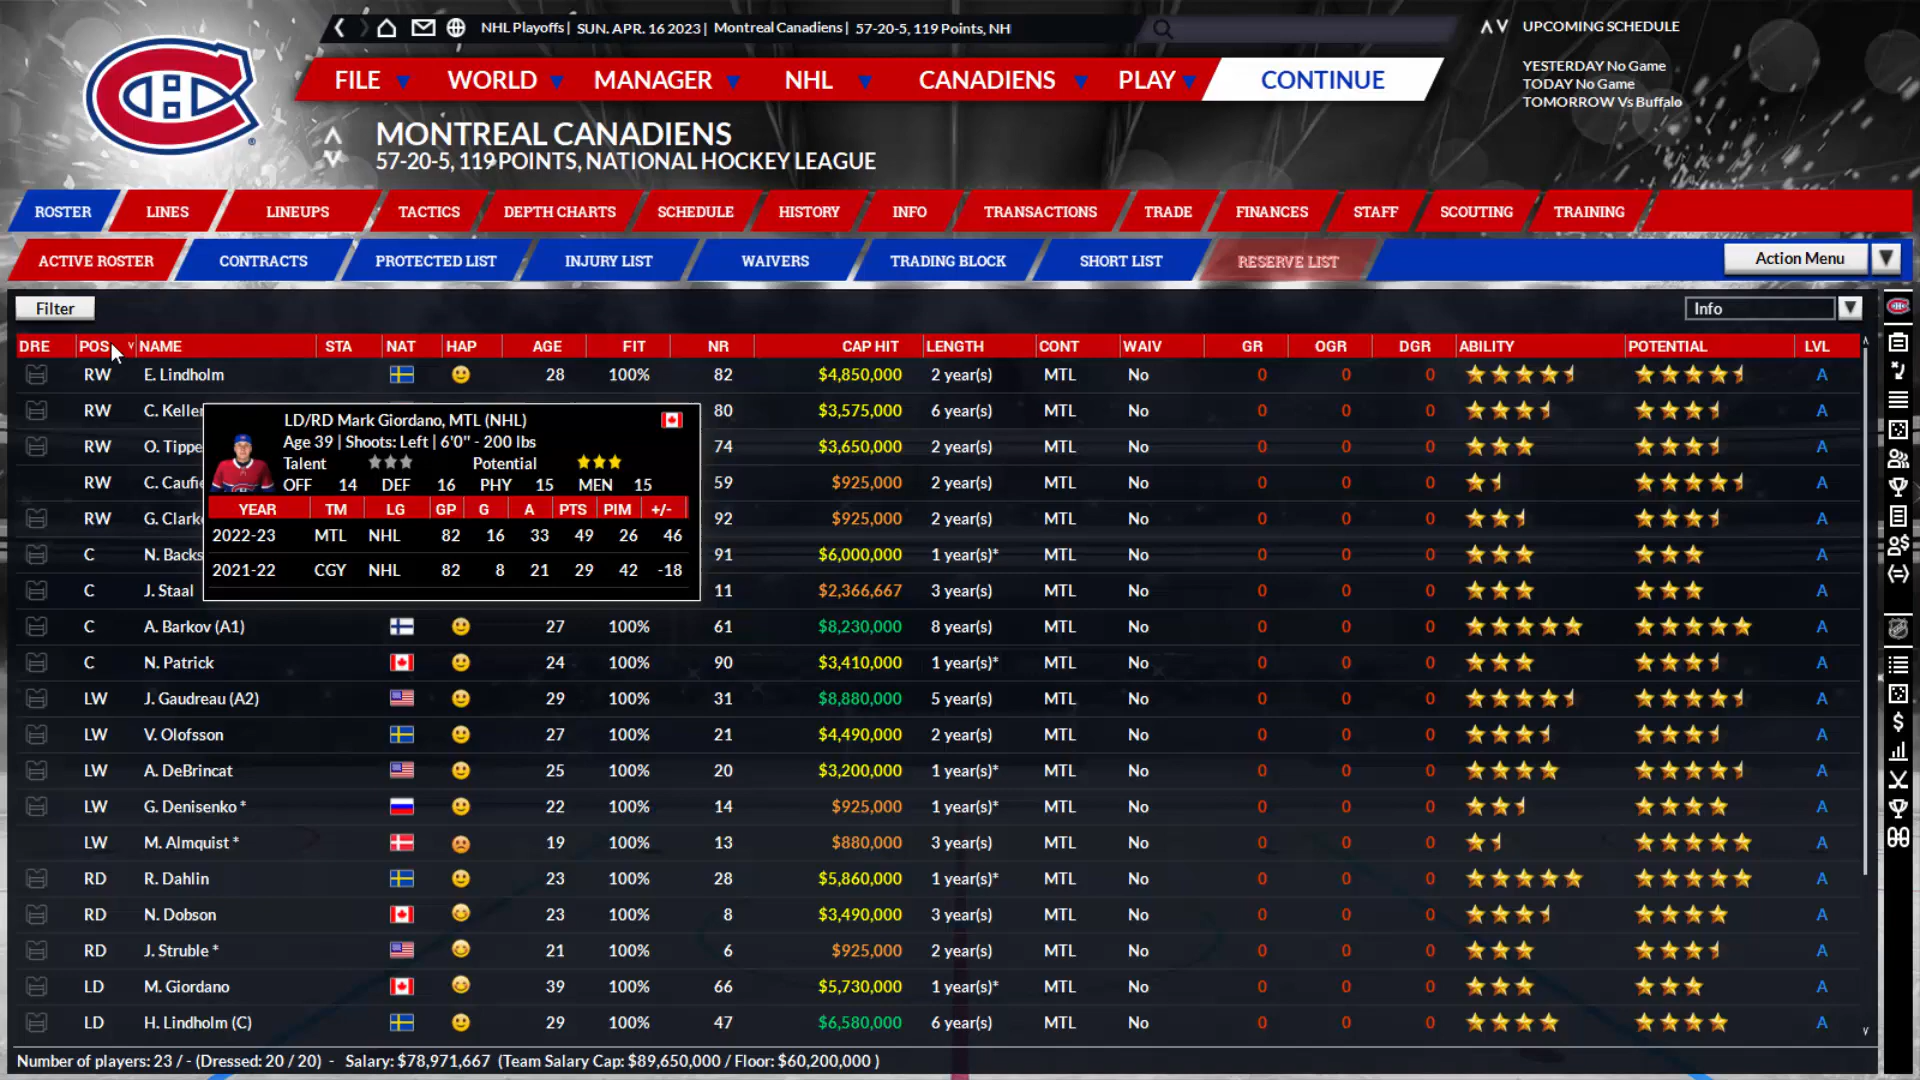 NHL Playoffs | SUN. APR. 16 2023 | Montreal Canadiens | 57-20-5, 119 Points, NH
UPCOMING SCHEDULE
YESTERDAY No Game
TODAY No Game
TOMORROW Vs Buffalo
FILE WORLD MANAGER NHL CANADIENS PLAY CONTINUE
MONTREAL CANADIENS
57-20-5, 119 POINTS, NATIONAL HOCKEY LEAGUE
ROSTER LINES LINEUPS TACTICS DEPTH CHARTS SCHEDULE HISTORY INFO TRANSACTIONS TRADE FINANCES STAFF SCOUTING TRAINING
ACTIVE ROSTER CONTRACTS PROTECTED LIST INJURY LIST WAIVERS TRADING BLOCK SHORT LIST RESERVE LIST Action Menu
Filter Info
DRE POS NAME STA NAT HAP AGE FIT NR CAP HIT LENGTH CONT WAIV GR OGR DGR ABILITY POTENTIAL LVL
RW E. Lindholm 28 100% 82 $4,850,000 2 year(s) MTL No 0 0 0 A
RW C. Keller 80 $3,575,000 6 year(s) MTL No 0 0 0 A
RW O. Tippe 74 $3,650,000 2 year(s) MTL No 0 0 0 A
RW C. Caufi 59 $925,000 2 year(s) MTL No 0 0 0 A
RW G. Clark 92 $925,000 2 year(s) MTL No 0 0 0 A
C N. Backs 91 $6,000,000 1 year(s)* MTL No 0 0 0 A
C J. Staal 11 $2,366,667 3 year(s) MTL No 0 0 0 A
LD/RD Mark Giordano, MTL (NHL)
Age 39 | Shoots: Left | 6'0" - 200 lbs
Talent Potential
OFF 14 DEF 16 PHY 15 MEN 15
YEAR TM LG GP G A PTS PIM +/-
2022-23 MTL NHL 82 16 33 49 26 46
2021-22 CGY NHL 82 8 21 29 42 -18
C A. Barkov (A1) 27 100% 61 $8,230,000 8 year(s) MTL No 0 0 0 A
C N. Patrick 24 100% 90 $3,410,000 1 year(s)* MTL No 0 0 0 A
LW J. Gaudreau (A2) 29 100% 31 $8,880,000 5 year(s) MTL No 0 0 0 A
LW V. Olofsson 27 100% 21 $4,490,000 2 year(s) MTL No 0 0 0 A
LW A. DeBrincat 25 100% 20 $3,200,000 1 year(s)* MTL No 0 0 0 A
LW G. Denisenko * 22 100% 14 $925,000 1 year(s)* MTL No 0 0 0 A
LW M. Almquist * 19 100% 13 $880,000 3 year(s) MTL No 0 0 0 A
RD R. Dahlin 23 100% 28 $5,860,000 1 year(s)* MTL No 0 0 0 A
RD N. Dobson 23 100% 8 $3,490,000 3 year(s) MTL No 0 0 0 A
RD J. Struble * 21 100% 6 $925,000 2 year(s) MTL No 0 0 0 A
LD M. Giordano 39 100% 66 $5,730,000 1 year(s)* MTL No 0 0 0 A
LD H. Lindholm (C) 29 100% 47 $6,580,000 6 year(s) MTL No 0 0 0 A
Number of players: 23 / - (Dressed: 20 / 20) - Salary: $78,971,667 (Team Salary Cap: $89,650,000 / Floor: $60,200,000 )